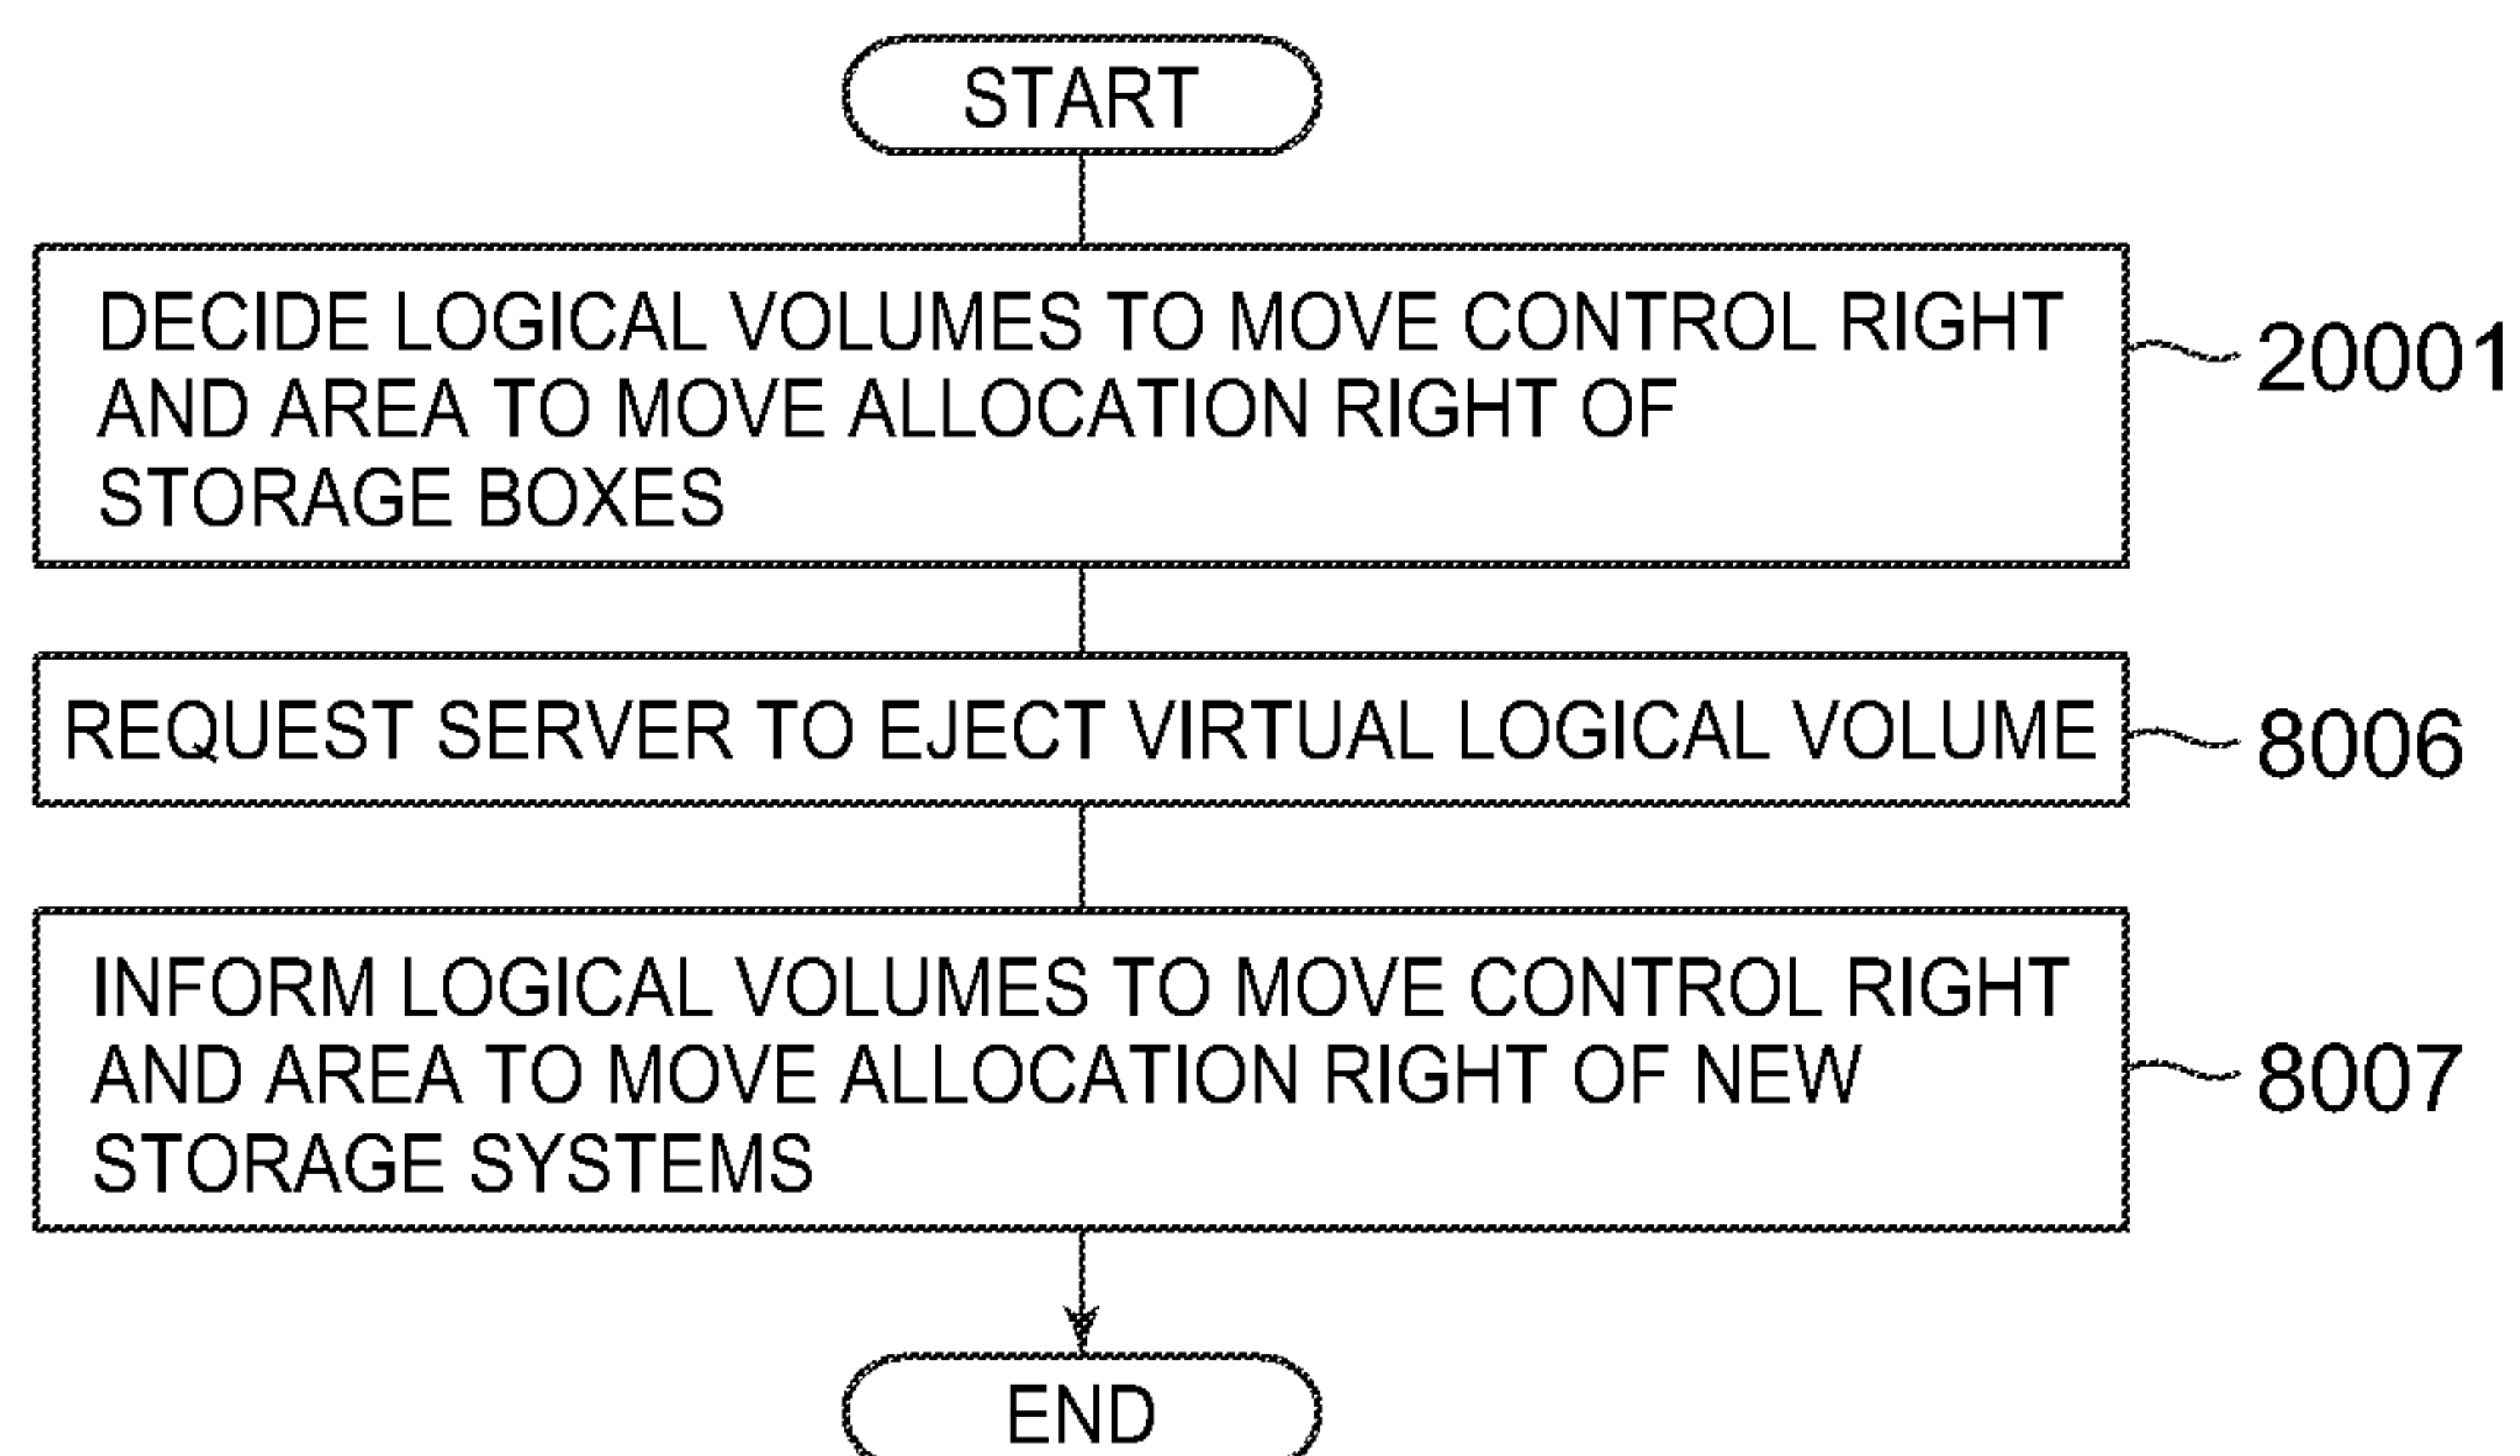 START
DECIDE LOGICAL VOLUMES TO MOVE CONTROL RIGHT
AND AREA TO MOVE ALLOCATION RIGHT OF
STORAGE BOXES
20001
REQUEST SERVER TO EJECT VIRTUAL LOGICAL VOLUME
8006
INFORM LOGICAL VOLUMES TO MOVE CONTROL RIGHT
AND AREA TO MOVE ALLOCATION RIGHT OF NEW
STORAGE SYSTEMS
8007
END